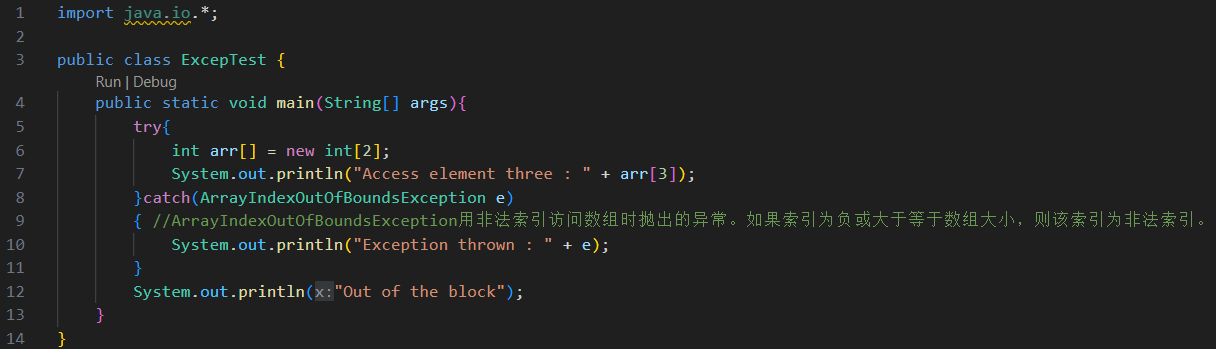 1 import java.io.*;
2
3 public class ExcepTest {
Run | Debug
4 public static void main(String[] args){
5 try{
6 int arr[] = new int[2];
7 System.out.println("Access element three : " + arr[3]);
8 }catch(ArrayIndexOutOfBoundsException e)
9 { //ArrayIndexOutOfBoundsException用非法索引访问数组时抛出的异常。如果索引为负或大于等于数组大小，则该索引为非法索引。
10 System.out.println("Exception thrown : " + e);
11 }
12 System.out.println(x:"Out of the block");
13 }
14 }